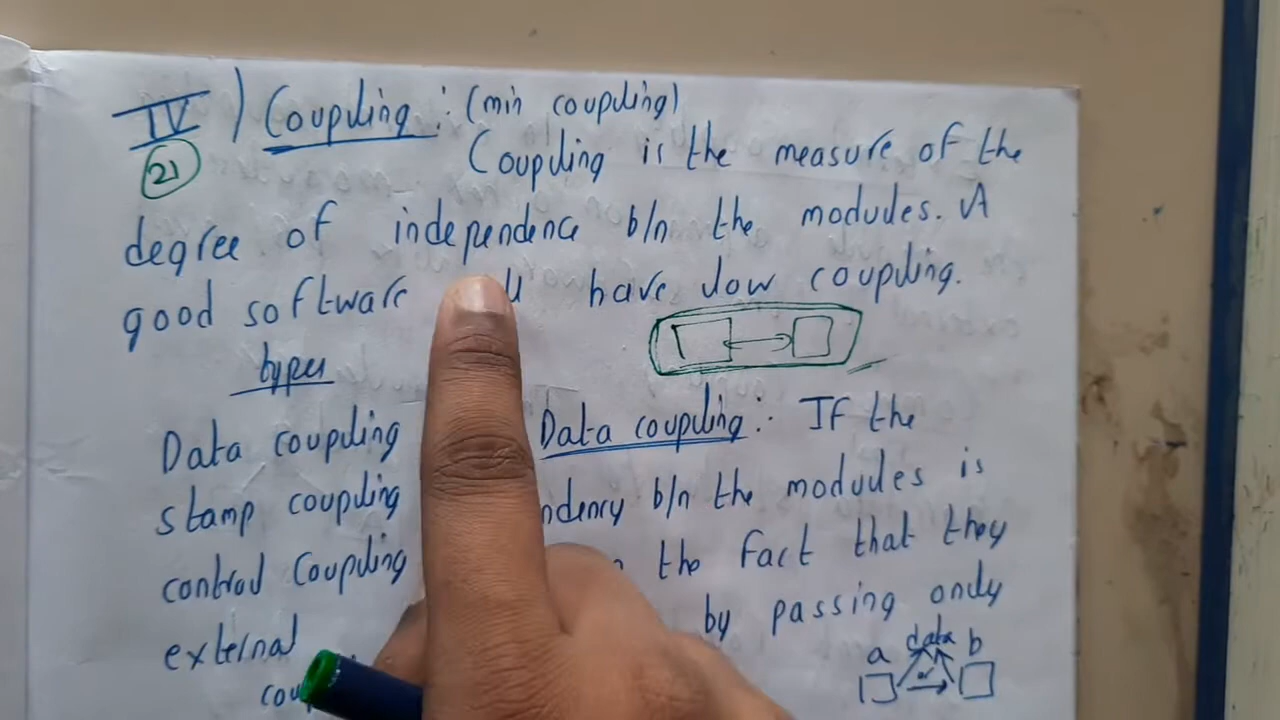 IV) Coupling: (min coupling)
21
Coupling is the measure of the
degree of independence b/n the modules. A
good software have low coupling.
types
Data coupling
Data coupling: If the
stamp coupling
b/n the modules is
control coupling
the fact that they
external
by passing only
a data b
or